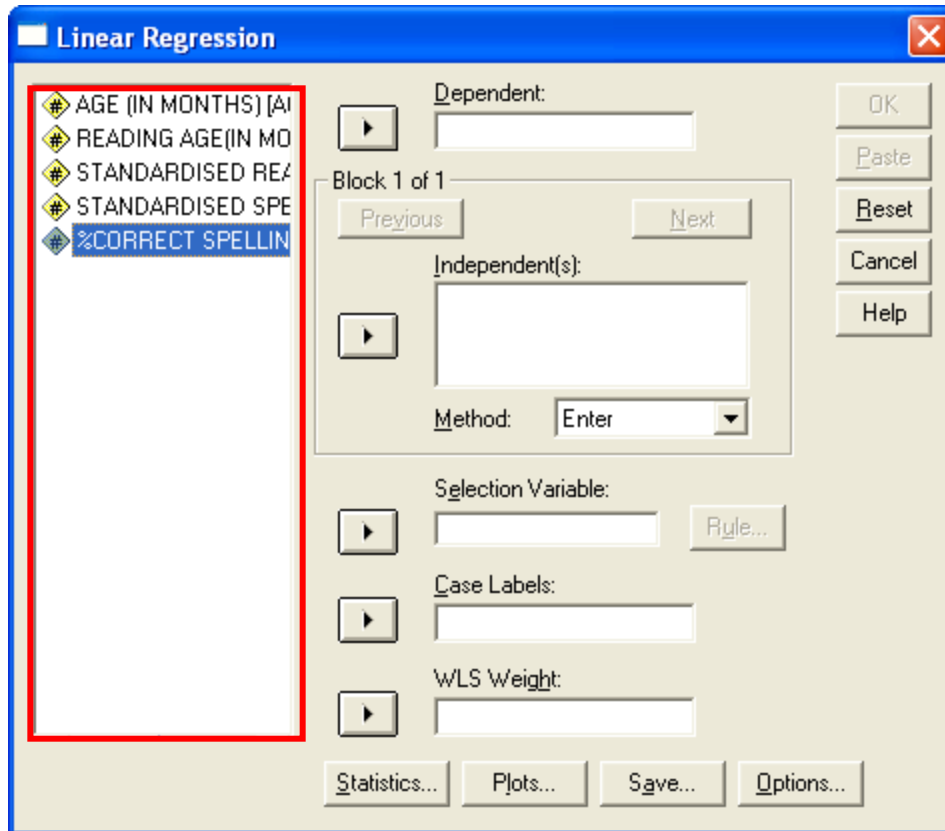 Linear Regression
AGE (IN MONTHS) [A
READING AGE(IN MO
STANDARDISED REA
STANDARDISED SPE
%CORRECT SPELLIN
Dependent:
Block 1 of 1
Previous
Next
Independent(s):
Method:
Enter
Selection Variable:
Rule...
Case Labels:
WLS Weight:
Statistics...
Plots...
Save...
Options...
OK
Paste
Reset
Cancel
Help